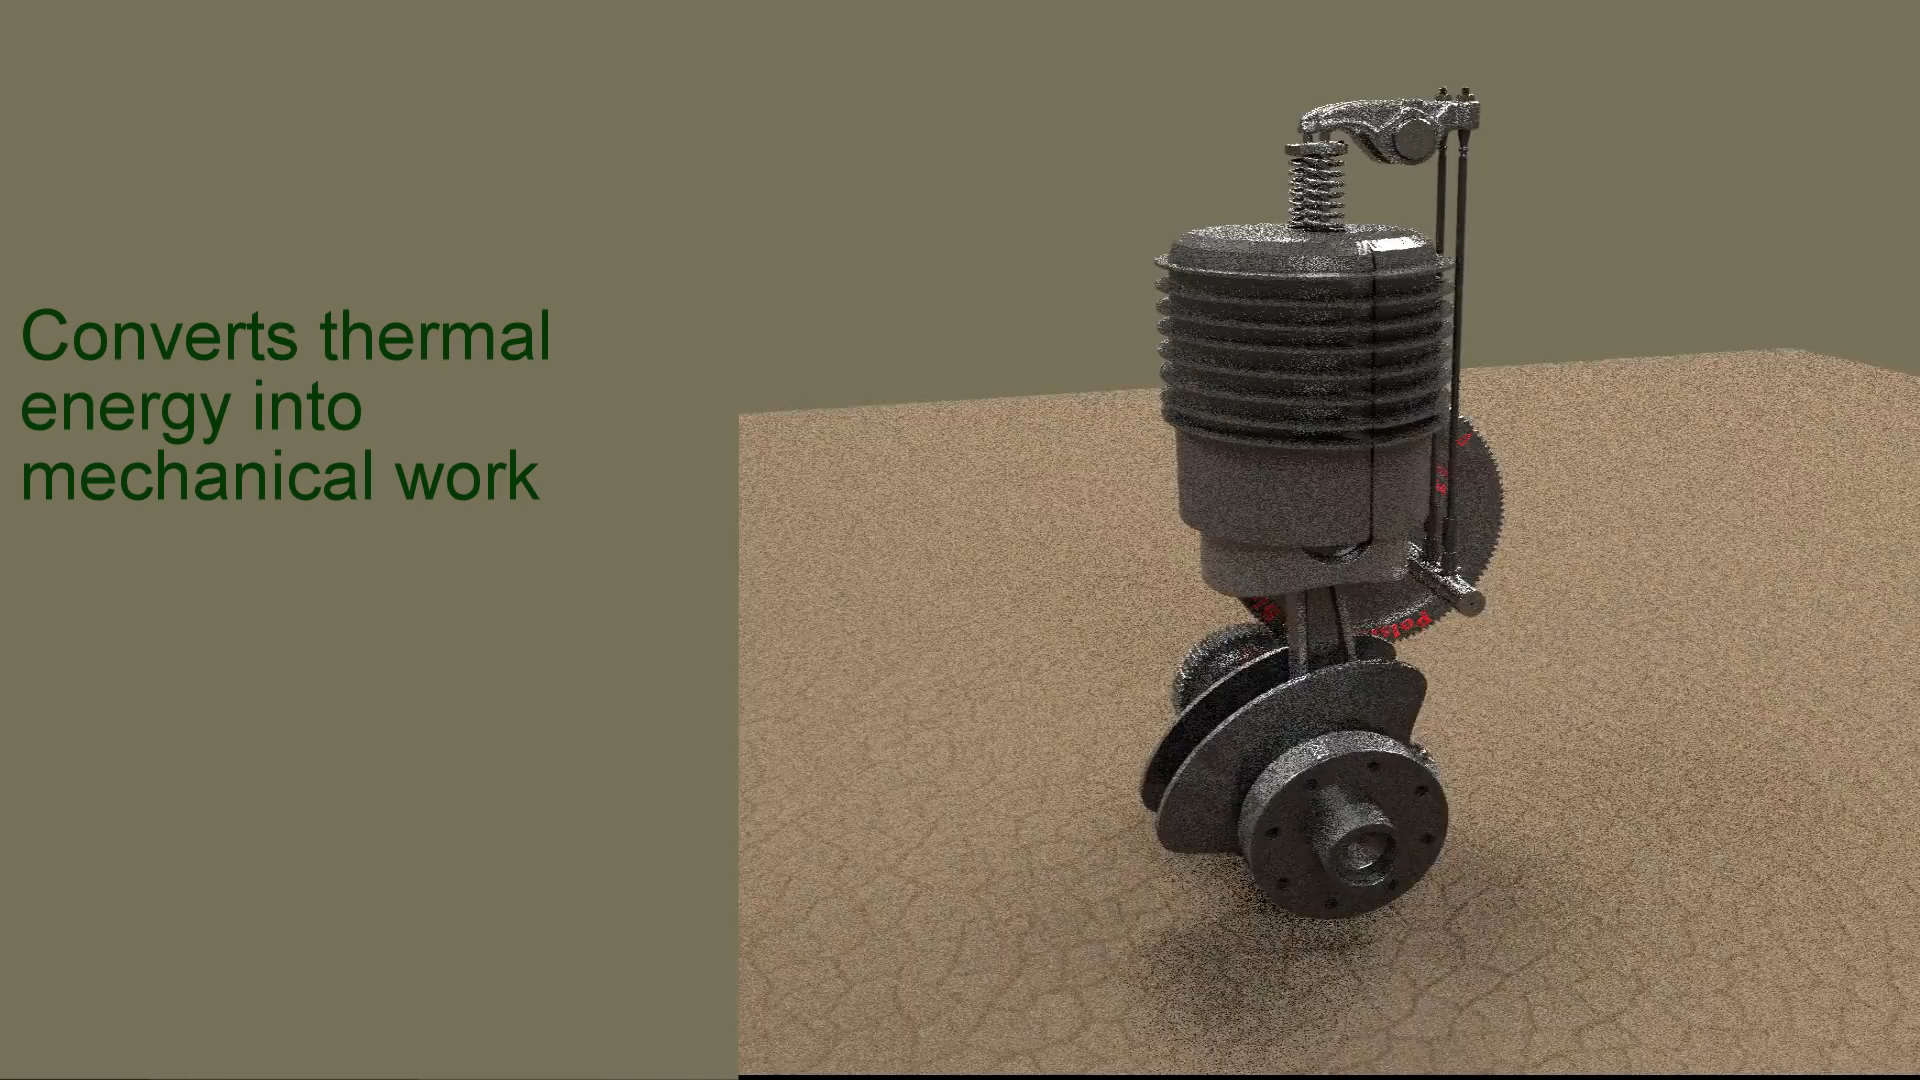 Converts thermal
energy into
mechanical work